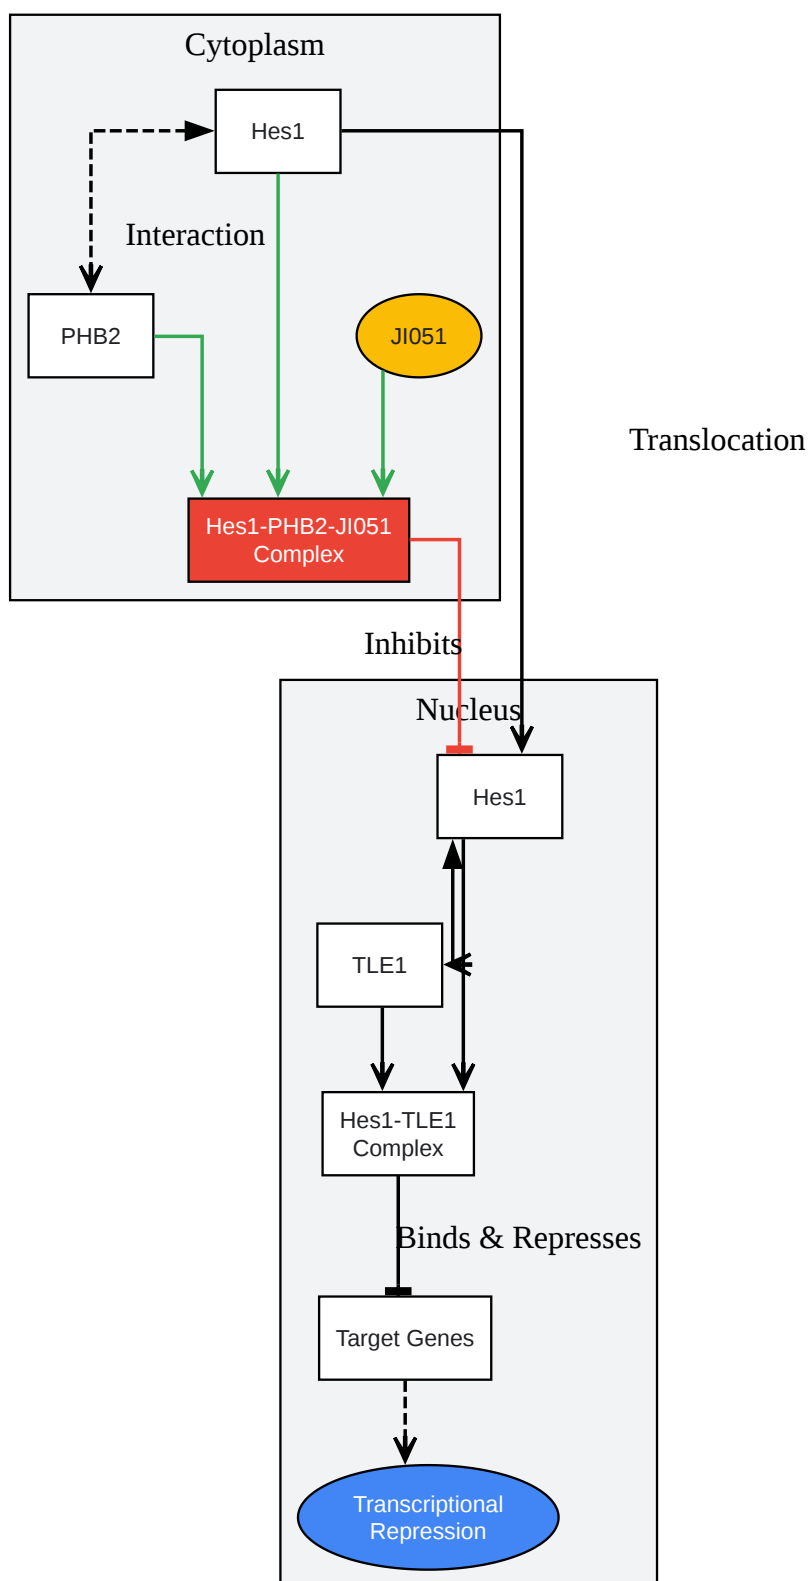 Cytoplasm
Hes1
Interaction
PHB2
JI051
Translocation
Hes1-PHB2-JI051
Complex
Inhibits
Nucleus
Hes1
TLE1
Hes1-TLE1
Complex
Binds & Represses
Target Genes
Transcriptional
Repression